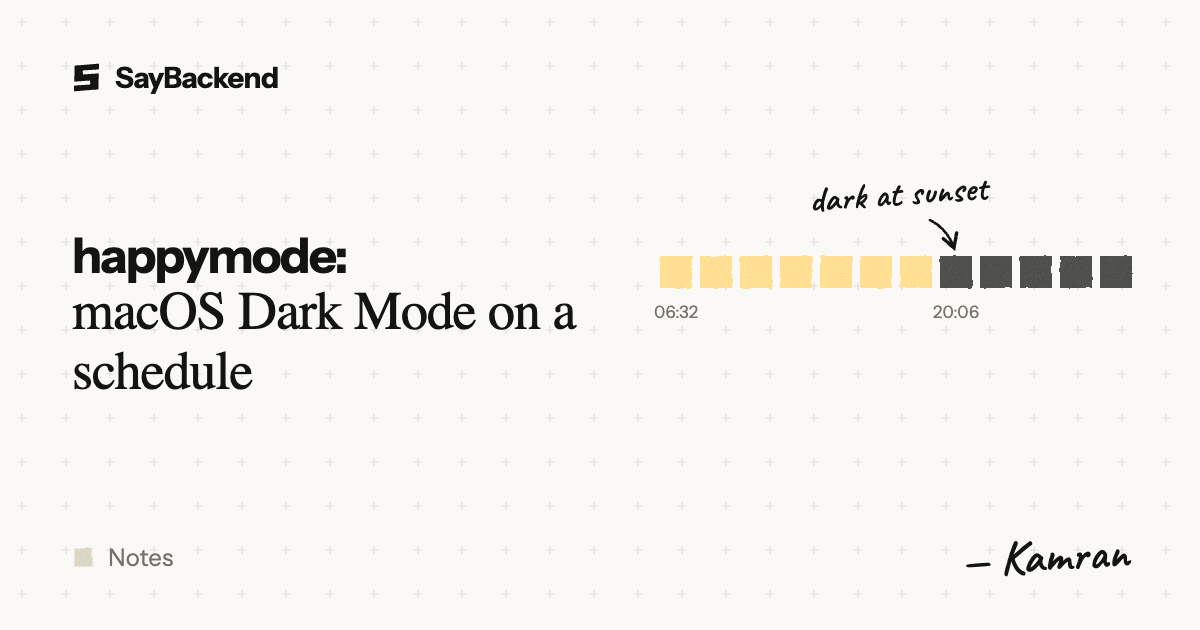 SayBackend
dark at sunset
happymode:
macOS Dark Mode on a
schedule
06:32
20:06
Notes
– Kamran